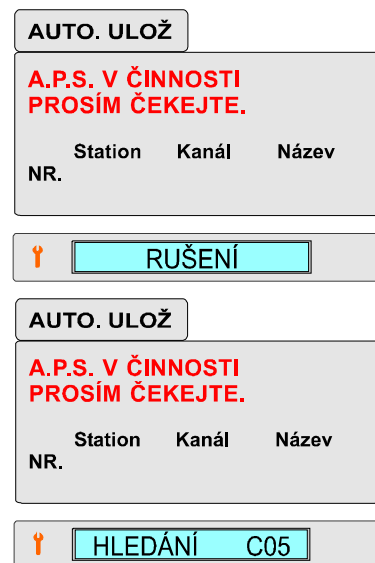 AUTO. ULOŽ
A.P.S. V ČINNOSTI
PROSÍM ČEKEJTE.
Station Kanál Název
NR.
RUŠENÍ
AUTO. ULOŽ
A.P.S. V ČINNOSTI
PROSÍM ČEKEJTE.
Station Kanál Název
NR.
HLEDÁNÍ C05